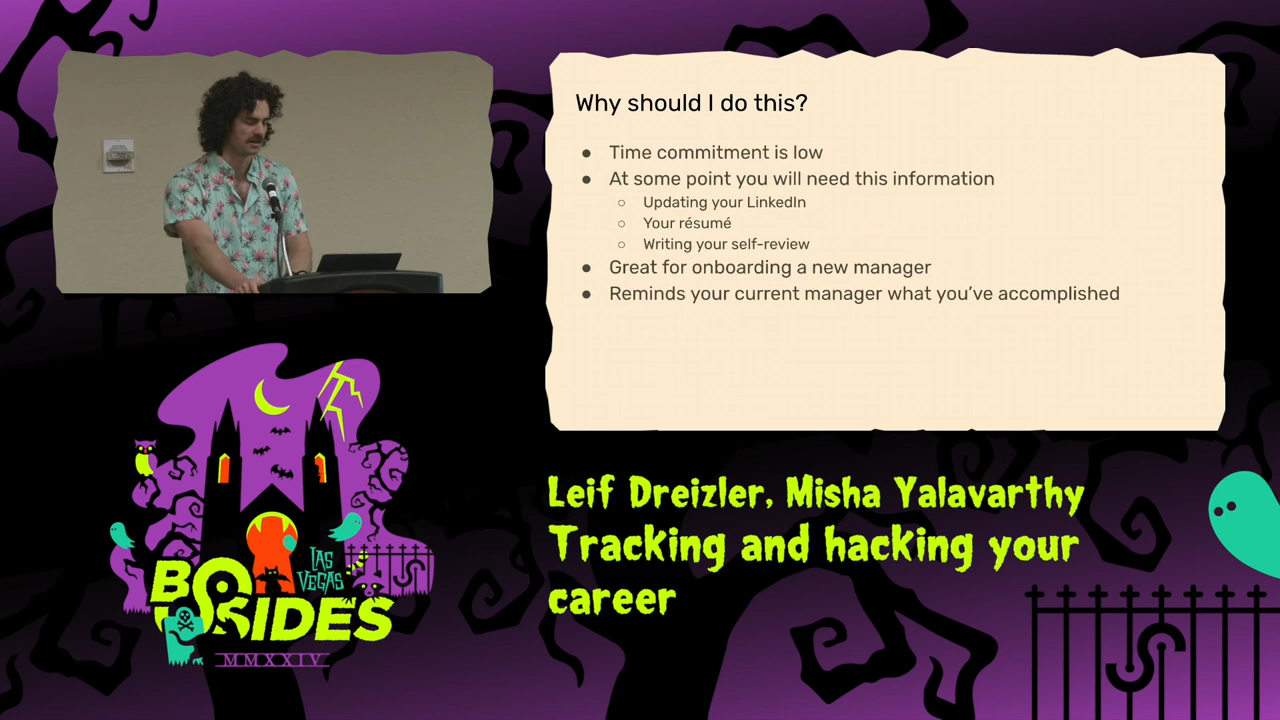 Why should I do this?
● Time commitment is low
● At some point you will need this information
○ Updating your LinkedIn
○ Your résumé
○ Writing your self-review
● Great for onboarding a new manager
● Reminds your current manager what you've accomplished
Leif Dreizler, Misha Yalavarthy
Tracking and hacking your
career
LAS
VEGAS
BSIDES
MMXXIV